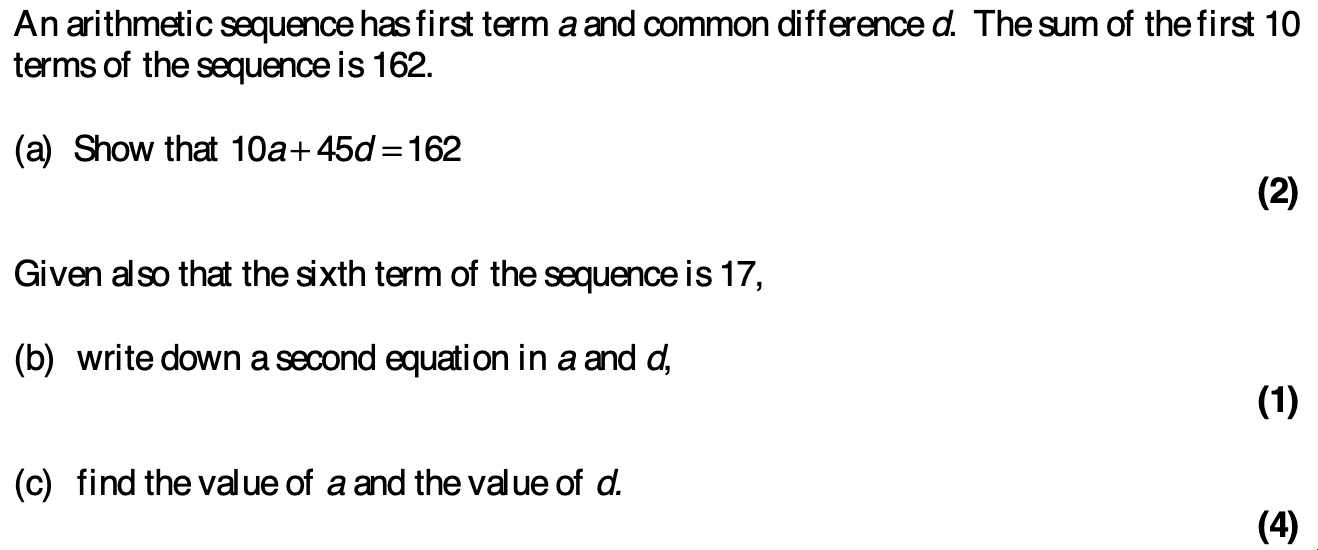 An arithmetic sequence has first term a and common difference d. The sum of the first 10
terms of the sequence is 162.
(a) Show that 10a + 45d = 162
(2)
Given also that the sixth term of the sequence is 17,
(b) write down a second equation in a and d,
(1)
(c) find the value of a and the value of d.
(4)